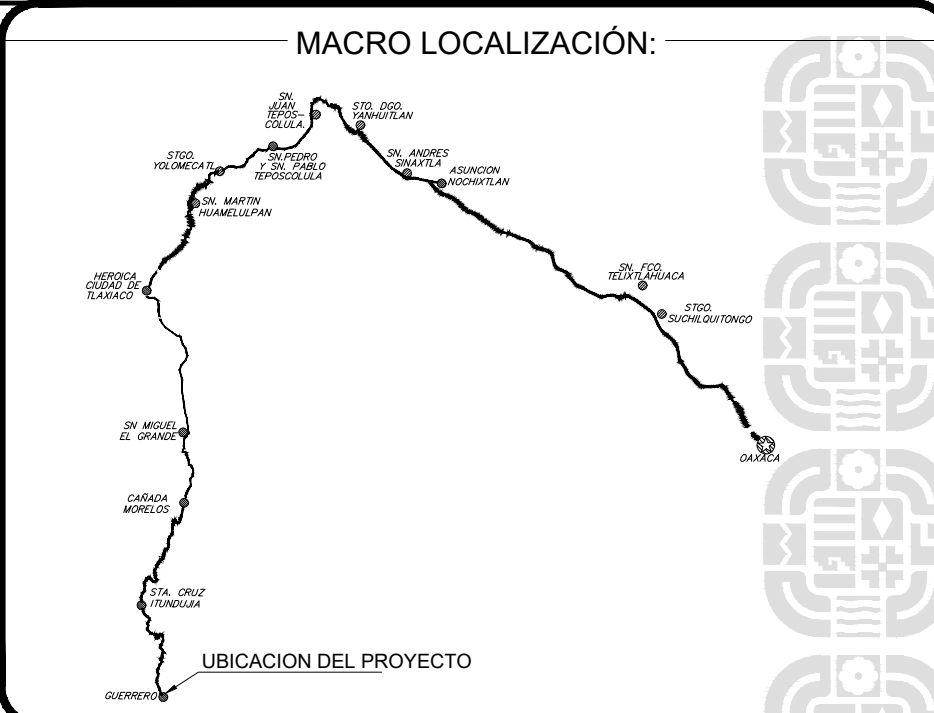 MACRO LOCALIZACIÓN:
SN.
JUAN
TEPOS-
COLULA.
STO. DGO.
YANHUITLAN
STGO.
YOLOMECATL
SN.PEDRO
Y SN. PABLO
TEPOSCOLULA
SN. ANDRES
SINAXTLA
ASUNCION
NOCHIXTLAN
SN. MARTIN
HUAMELULPAN
HEROICA
CIUDAD DE
TLAXIACO
SN. FCO.
TELIXTLAHUACA
STGO.
SUCHILQUITONGO
SN MIGUEL
EL GRANDE
OAXACA
CAÑADA
MORELOS
STA. CRUZ
ITUNDUJIA
UBICACION DEL PROYECTO
GUERRERO